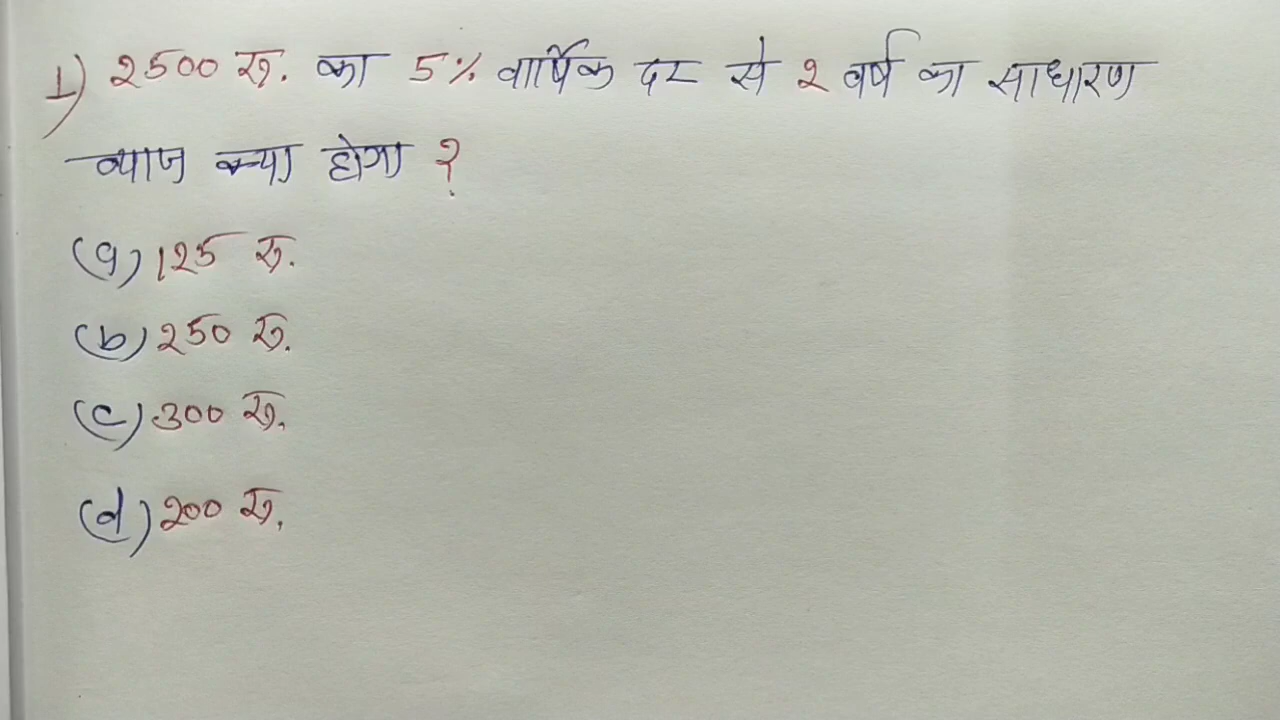 1) 2500 रु. का 5% वार्षिक दर से 2 वर्ष का साधारण
ब्याज क्या होगा ?
(a) 125 रु.
(b) 250 रु.
(c) 300 रु.
(d) 200 रु.